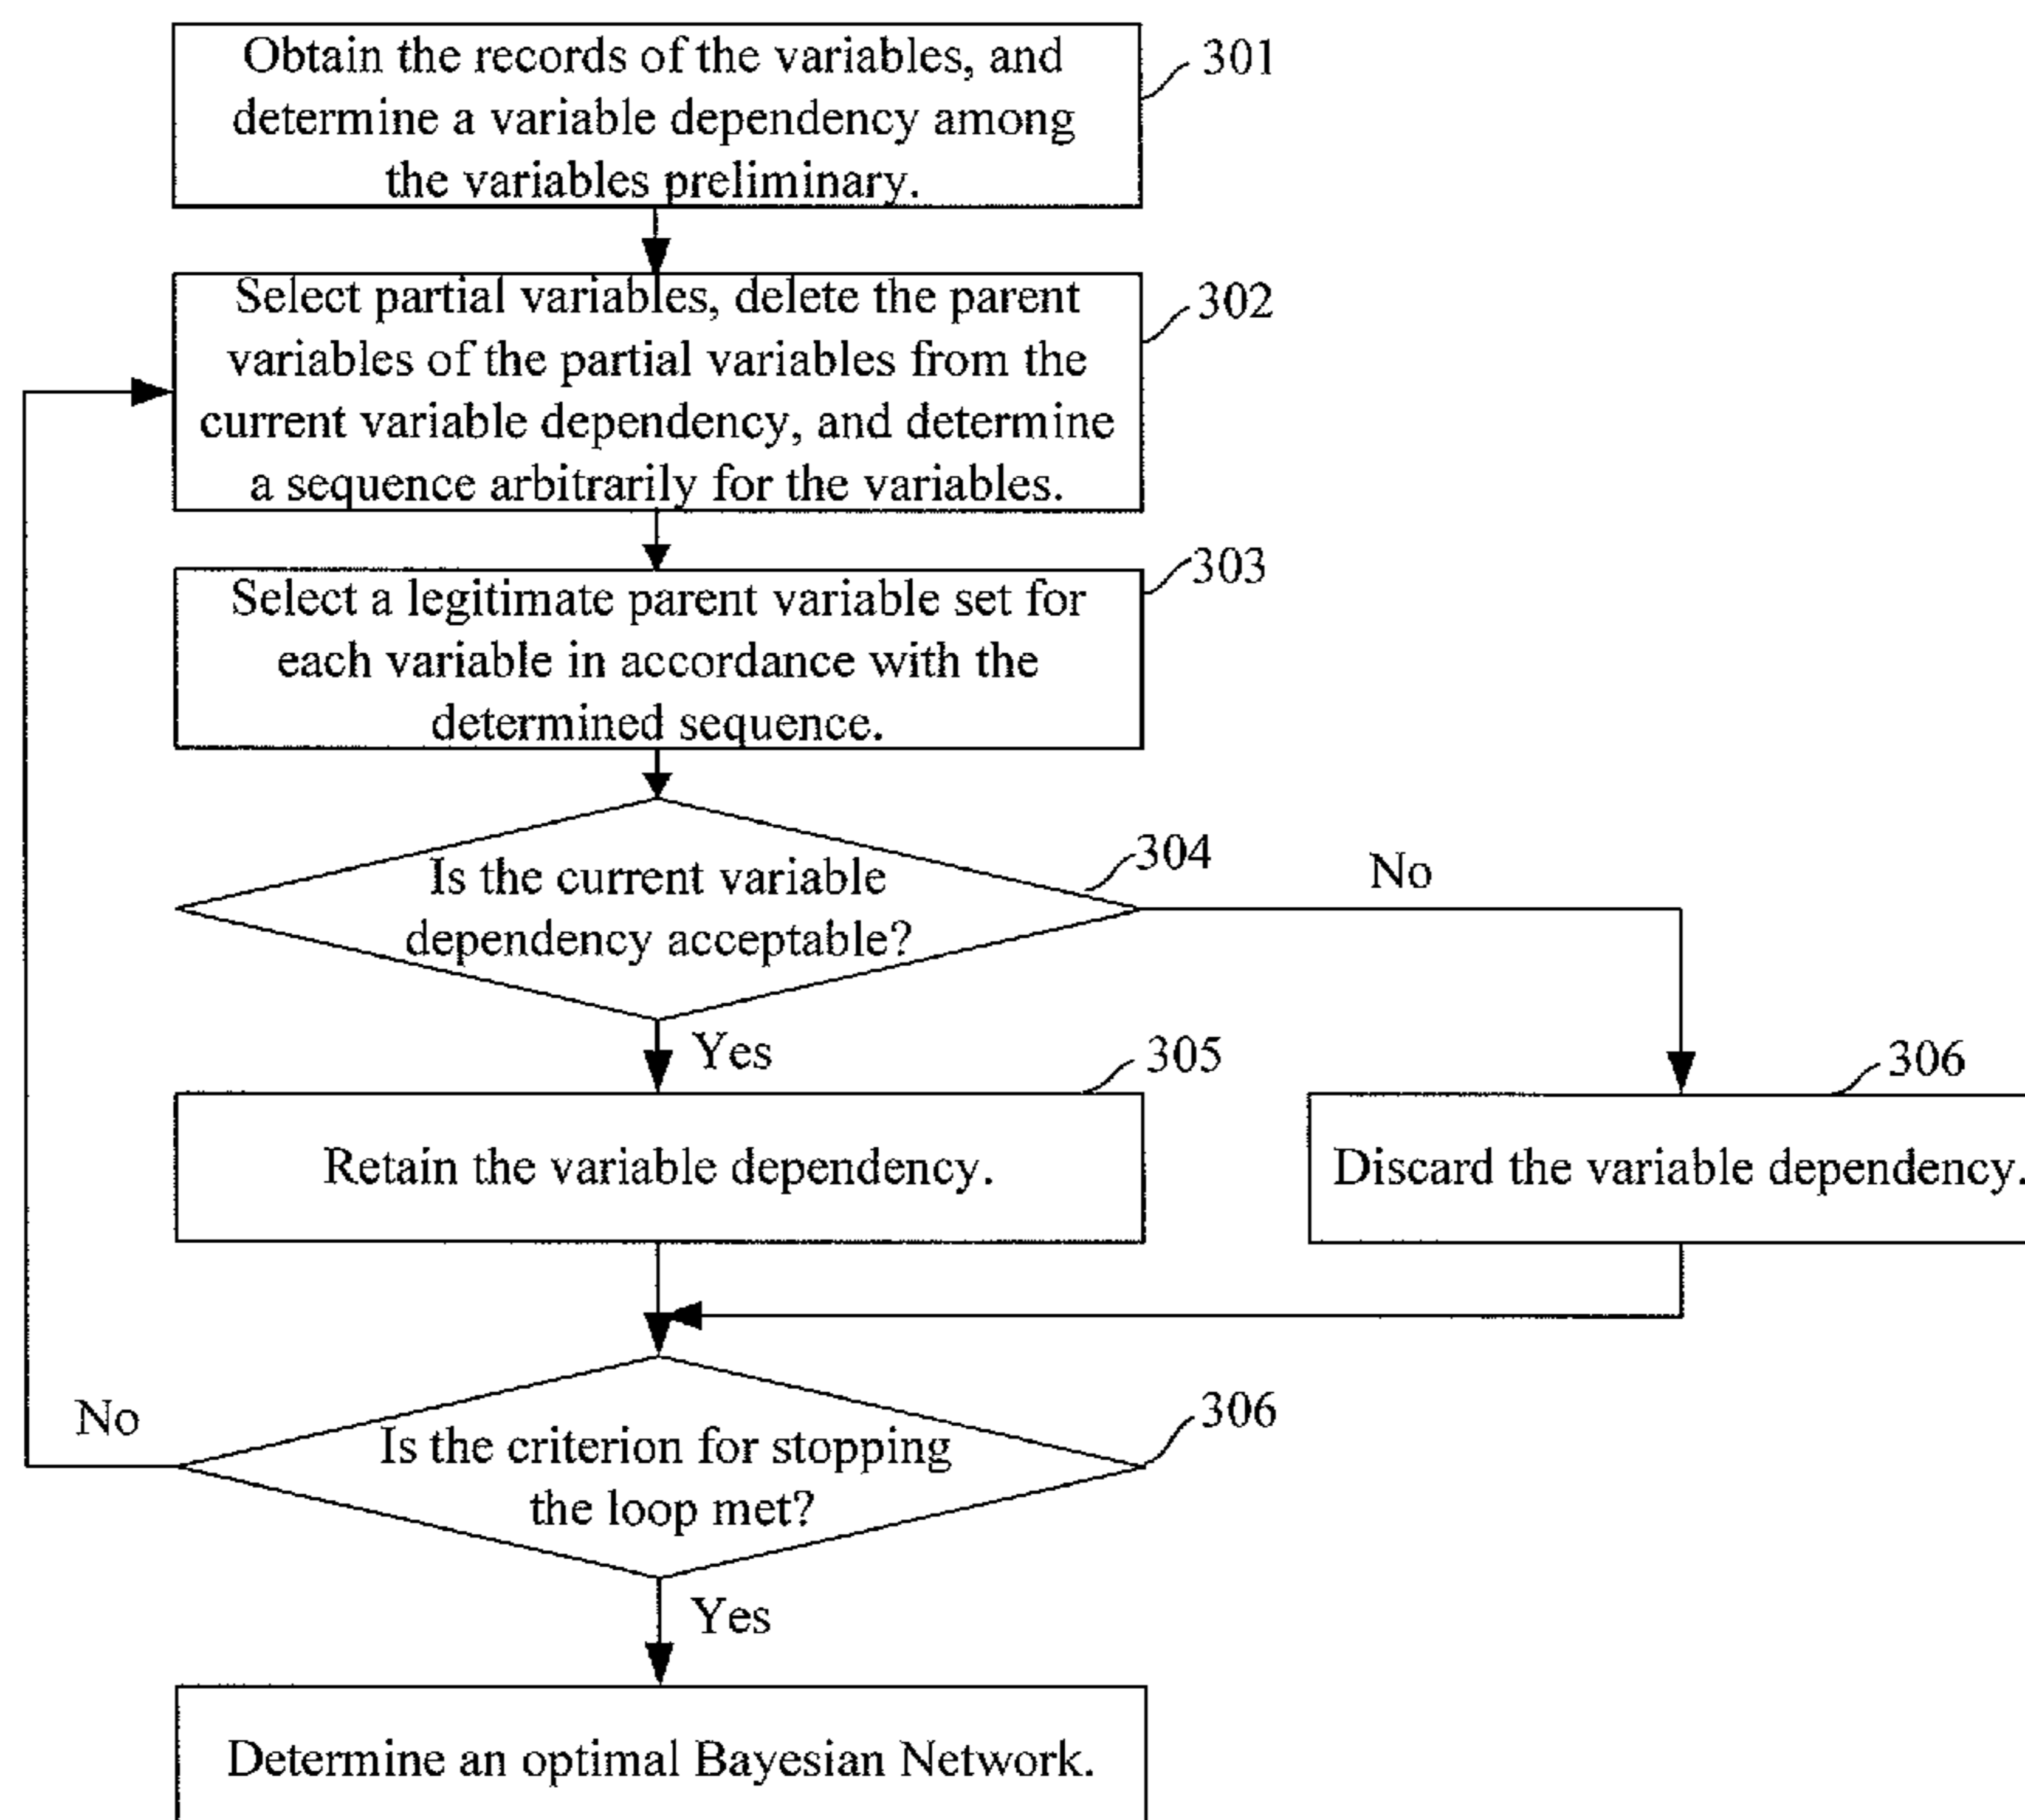 Obtain the records of the variables, and
determine a variable dependency among
the variables preliminary.
301
Select partial variables, delete the parent
variables of the partial variables from the
current variable dependency, and determine
a sequence arbitrarily for the variables.
302
Select a legitimate parent variable set for
each variable in accordance with the
determined sequence.
303
Is the current variable
dependency acceptable?
304
No
Yes
305
306
Retain the variable dependency.
Discard the variable dependency.
No
Is the criterion for stopping
the loop met?
306
Yes
Determine an optimal Bayesian Network.